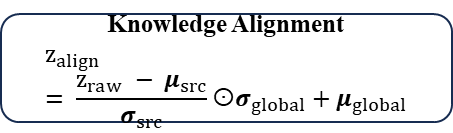 Knowledge Alignment
z_align
= (z_raw − μ_src) / σ_src ⊙ σ_global + μ_global